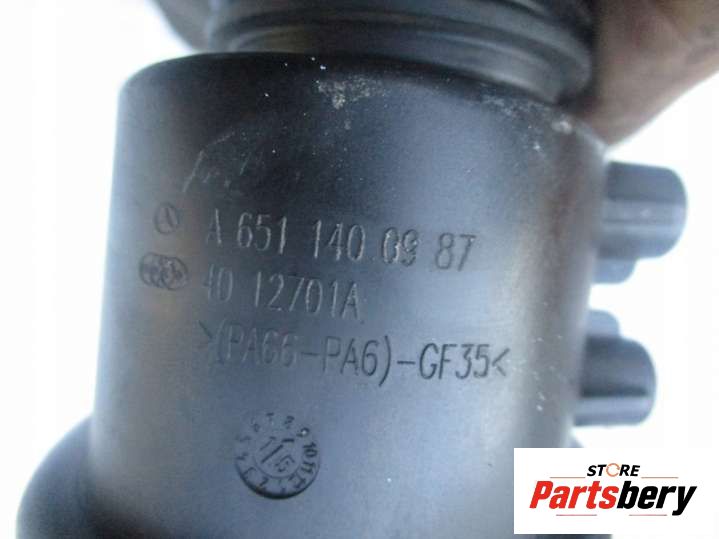 A 651 140 09 87
40 12701A
>(PA66-PA6)-GF35<
STORE
Partsbery